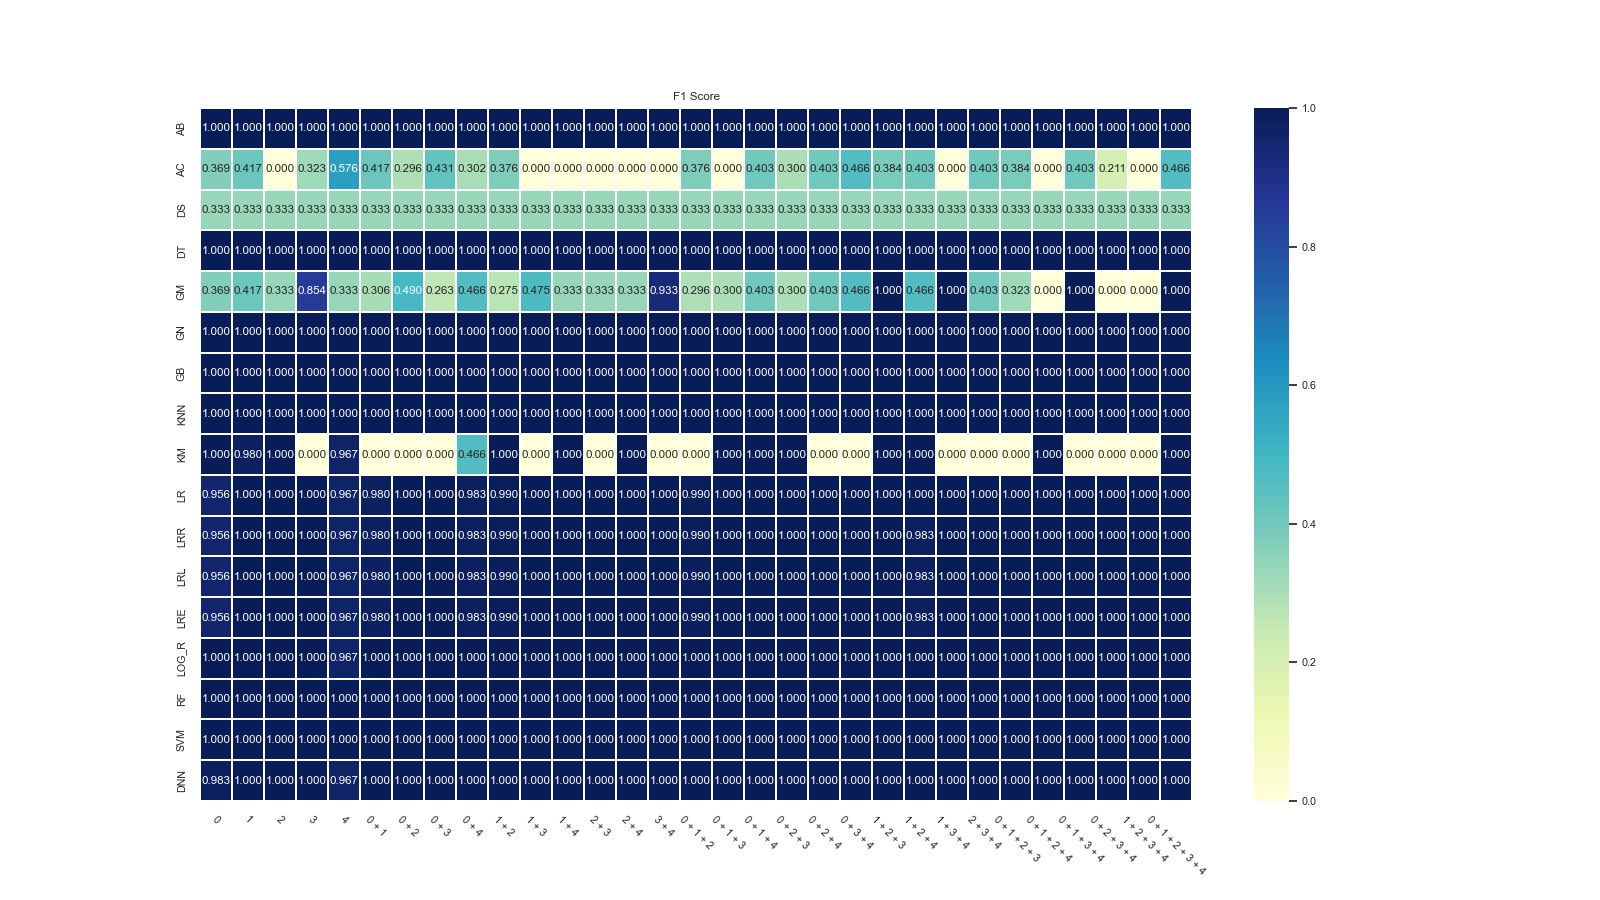 F1 Score
AB 1.000 1.000 1.000 1.000 1.000 1.000 1.000 1.000 1.000 1.000 1.000 1.000 1.000 1.000 1.000 1.000 1.000 1.000 1.000 1.000 1.000 1.000 1.000 1.000 1.000 1.000 1.000 1.000 1.000 1.000 1.000
AC 0.369 0.417 0.000 0.323 0.576 0.417 0.296 0.431 0.302 0.376 0.000 0.000 0.000 0.000 0.000 0.376 0.000 0.403 0.300 0.403 0.466 0.384 0.403 0.000 0.403 0.384 0.000 0.403 0.211 0.000 0.466
DS 0.333 0.333 0.333 0.333 0.333 0.333 0.333 0.333 0.333 0.333 0.333 0.333 0.333 0.333 0.333 0.333 0.333 0.333 0.333 0.333 0.333 0.333 0.333 0.333 0.333 0.333 0.333 0.333 0.333 0.333 0.333
DT 1.000 1.000 1.000 1.000 1.000 1.000 1.000 1.000 1.000 1.000 1.000 1.000 1.000 1.000 1.000 1.000 1.000 1.000 1.000 1.000 1.000 1.000 1.000 1.000 1.000 1.000 1.000 1.000 1.000 1.000 1.000
GM 0.369 0.417 0.333 0.854 0.333 0.306 0.490 0.263 0.466 0.275 0.475 0.333 0.333 0.333 0.933 0.296 0.300 0.403 0.300 0.403 0.466 1.000 0.466 1.000 0.403 0.323 0.000 1.000 0.000 0.000 1.000
GN 1.000 1.000 1.000 1.000 1.000 1.000 1.000 1.000 1.000 1.000 1.000 1.000 1.000 1.000 1.000 1.000 1.000 1.000 1.000 1.000 1.000 1.000 1.000 1.000 1.000 1.000 1.000 1.000 1.000 1.000 1.000
GB 1.000 1.000 1.000 1.000 1.000 1.000 1.000 1.000 1.000 1.000 1.000 1.000 1.000 1.000 1.000 1.000 1.000 1.000 1.000 1.000 1.000 1.000 1.000 1.000 1.000 1.000 1.000 1.000 1.000 1.000 1.000
KNN 1.000 1.000 1.000 1.000 1.000 1.000 1.000 1.000 1.000 1.000 1.000 1.000 1.000 1.000 1.000 1.000 1.000 1.000 1.000 1.000 1.000 1.000 1.000 1.000 1.000 1.000 1.000 1.000 1.000 1.000 1.000
KM 1.000 0.980 1.000 0.000 0.967 0.000 0.000 0.000 0.466 1.000 0.000 1.000 0.000 1.000 0.000 0.000 1.000 1.000 1.000 0.000 0.000 1.000 1.000 0.000 0.000 0.000 1.000 0.000 0.000 0.000 1.000
LR 0.956 1.000 1.000 1.000 0.967 0.980 1.000 1.000 0.983 0.990 1.000 1.000 1.000 1.000 1.000 0.990 1.000 1.000 1.000 1.000 1.000 1.000 1.000 1.000 1.000 1.000 1.000 1.000 1.000 1.000 1.000
LRR 0.956 1.000 1.000 1.000 0.967 0.980 1.000 1.000 0.983 0.990 1.000 1.000 1.000 1.000 1.000 0.990 1.000 1.000 1.000 1.000 1.000 1.000 0.983 1.000 1.000 1.000 1.000 1.000 1.000 1.000 1.000
LRL 0.956 1.000 1.000 1.000 0.967 0.980 1.000 1.000 0.983 0.990 1.000 1.000 1.000 1.000 1.000 0.990 1.000 1.000 1.000 1.000 1.000 1.000 0.983 1.000 1.000 1.000 1.000 1.000 1.000 1.000 1.000
LRE 0.956 1.000 1.000 1.000 0.967 0.980 1.000 1.000 0.983 0.990 1.000 1.000 1.000 1.000 1.000 0.990 1.000 1.000 1.000 1.000 1.000 1.000 0.983 1.000 1.000 1.000 1.000 1.000 1.000 1.000 1.000
LOG_R 1.000 1.000 1.000 1.000 0.967 1.000 1.000 1.000 1.000 1.000 1.000 1.000 1.000 1.000 1.000 1.000 1.000 1.000 1.000 1.000 1.000 1.000 1.000 1.000 1.000 1.000 1.000 1.000 1.000 1.000 1.000
RF 1.000 1.000 1.000 1.000 1.000 1.000 1.000 1.000 1.000 1.000 1.000 1.000 1.000 1.000 1.000 1.000 1.000 1.000 1.000 1.000 1.000 1.000 1.000 1.000 1.000 1.000 1.000 1.000 1.000 1.000 1.000
SVM 1.000 1.000 1.000 1.000 1.000 1.000 1.000 1.000 1.000 1.000 1.000 1.000 1.000 1.000 1.000 1.000 1.000 1.000 1.000 1.000 1.000 1.000 1.000 1.000 1.000 1.000 1.000 1.000 1.000 1.000 1.000
DNN 0.983 1.000 1.000 1.000 0.967 1.000 1.000 1.000 1.000 1.000 1.000 1.000 1.000 1.000 1.000 1.000 1.000 1.000 1.000 1.000 1.000 1.000 1.000 1.000 1.000 1.000 1.000 1.000 1.000 1.000 1.000
0
1
2
3
4
0 + 1
0 + 2
0 + 3
0 + 4
1 + 2
1 + 3
1 + 4
2 + 3
2 + 4
3 + 4
0 + 1 + 2
0 + 1 + 3
0 + 1 + 4
0 + 2 + 3
0 + 2 + 4
0 + 3 + 4
1 + 2 + 3
1 + 2 + 4
1 + 3 + 4
2 + 3 + 4
0 + 1 + 2 + 3
0 + 1 + 2 + 4
0 + 1 + 3 + 4
0 + 2 + 3 + 4
1 + 2 + 3 + 4
0 + 1 + 2 + 3 + 4
1.0
0.8
0.6
0.4
0.2
0.0